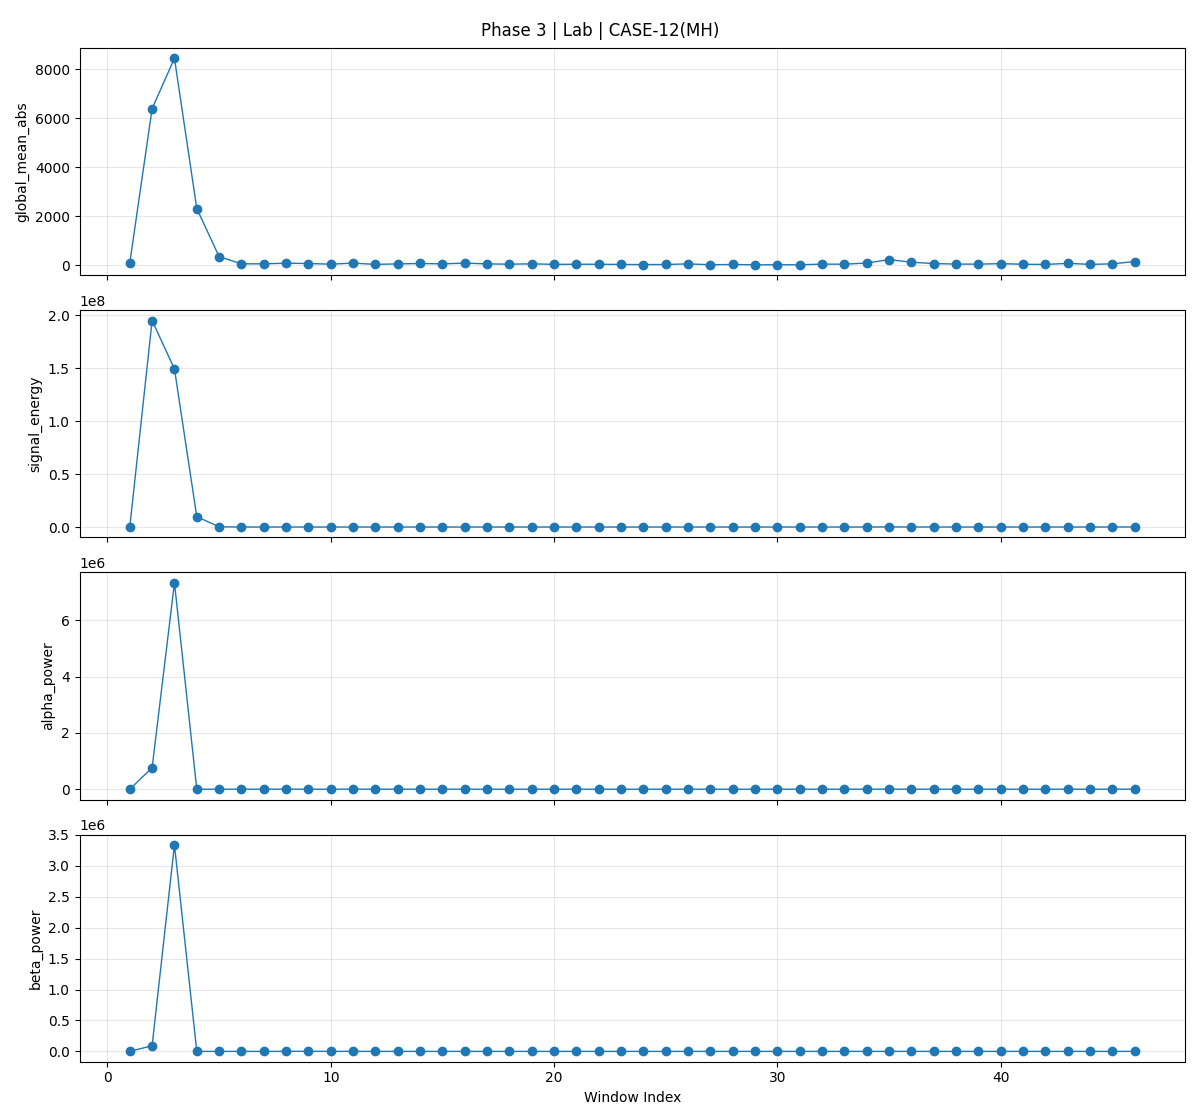 Phase 3 | Lab | CASE-12(MH)
global_mean_abs
8000
6000
4000
2000
0
1e8
signal_energy
2.0
1.5
1.0
0.5
0.0
1e6
alpha_power
6
4
2
0
1e6
beta_power
3.5
3.0
2.5
2.0
1.5
1.0
0.5
0.0
0 10 20 30 40
Window Index